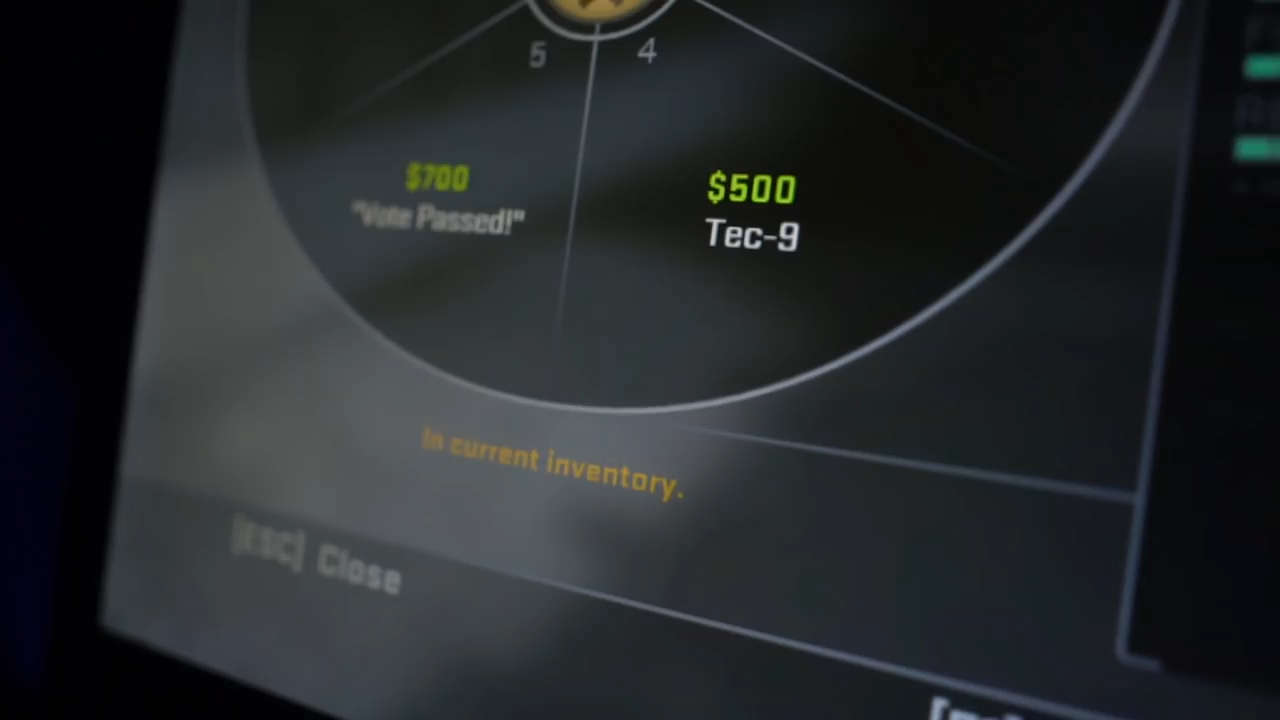 5
4
$700
"Vote Passed!"
$500
Tec-9
In current inventory.
[ESC] Close